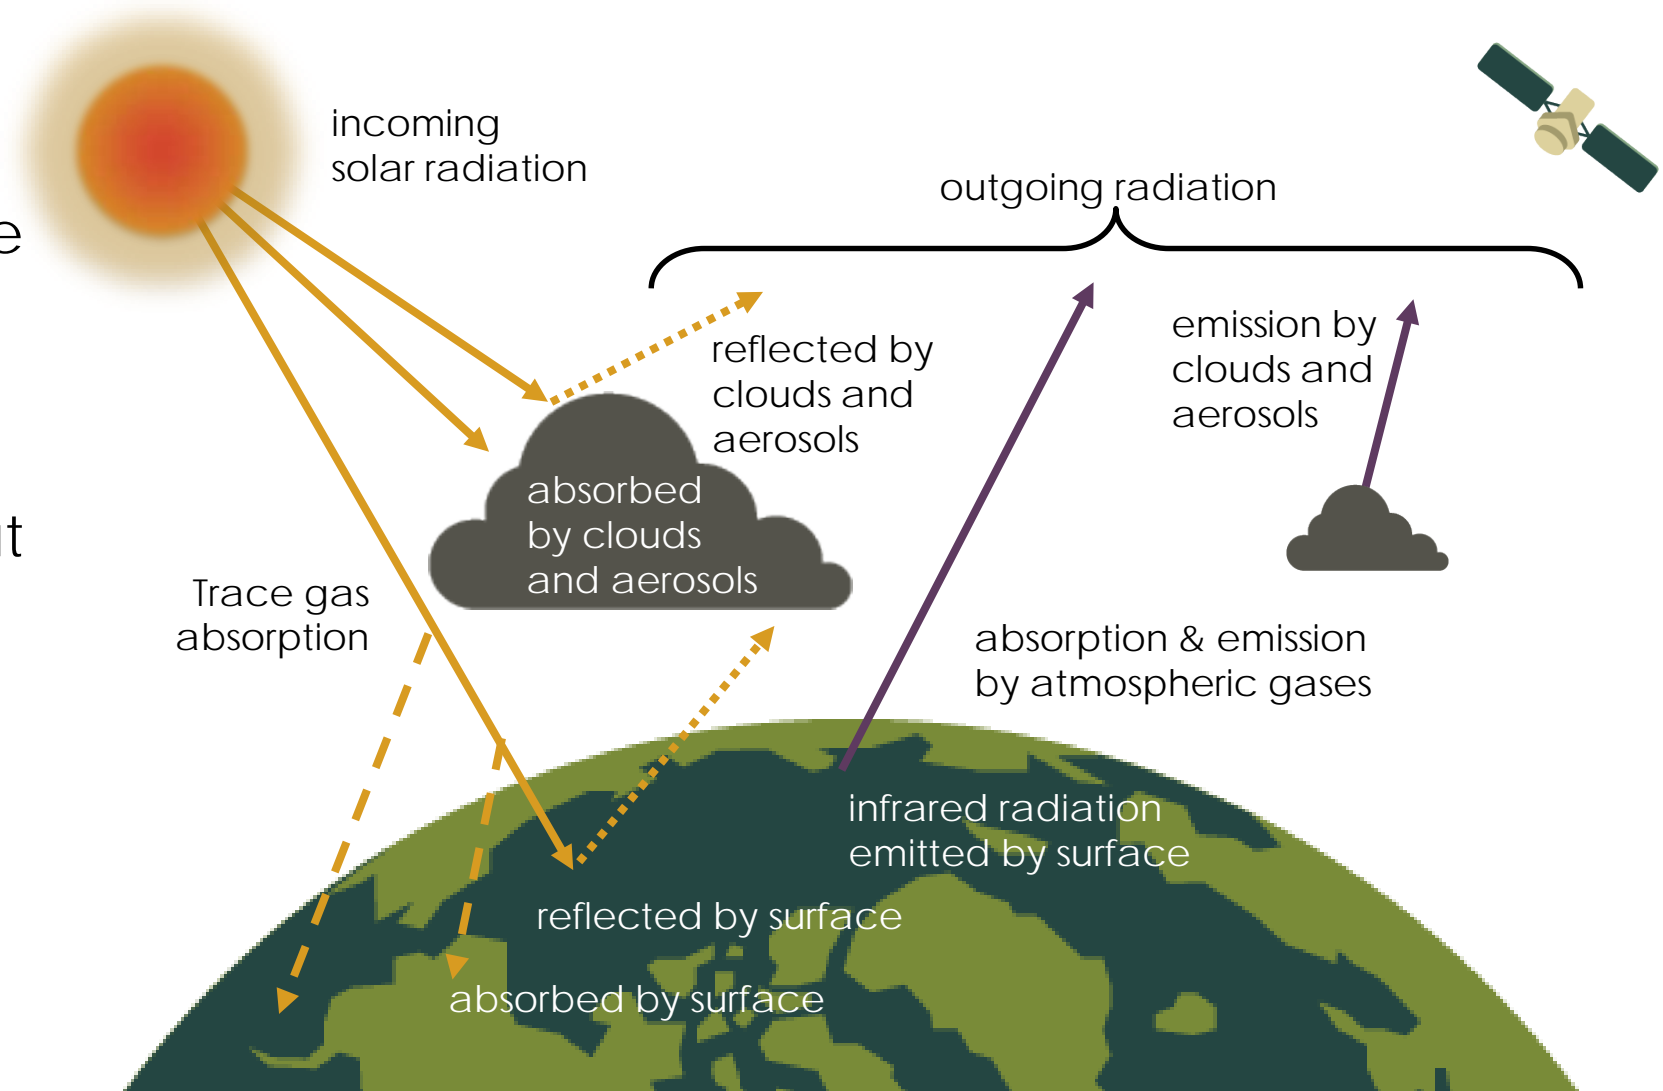 incoming
solar radiation
outgoing radiation
e
reflected by
clouds and
aerosols
emission by
clouds and
aerosols
absorbed
by clouds
and aerosols
Trace gas
absorption
absorption & emission
by atmospheric gases
infrared radiation
emitted by surface
reflected by surface
absorbed by surface